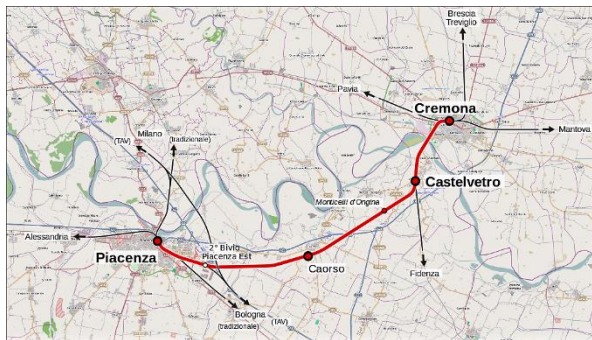 Brescia
Treviglio
Pavia
Cremona
Mantova
Milano
(TAV)
(tradizionale)
Castelvetro
Monticelli d'Ongina
Alessandria
2° Bivio
Piacenza Est
Piacenza
Caorso
Fidenza
Bologna
(tradizionale)
(TAV)